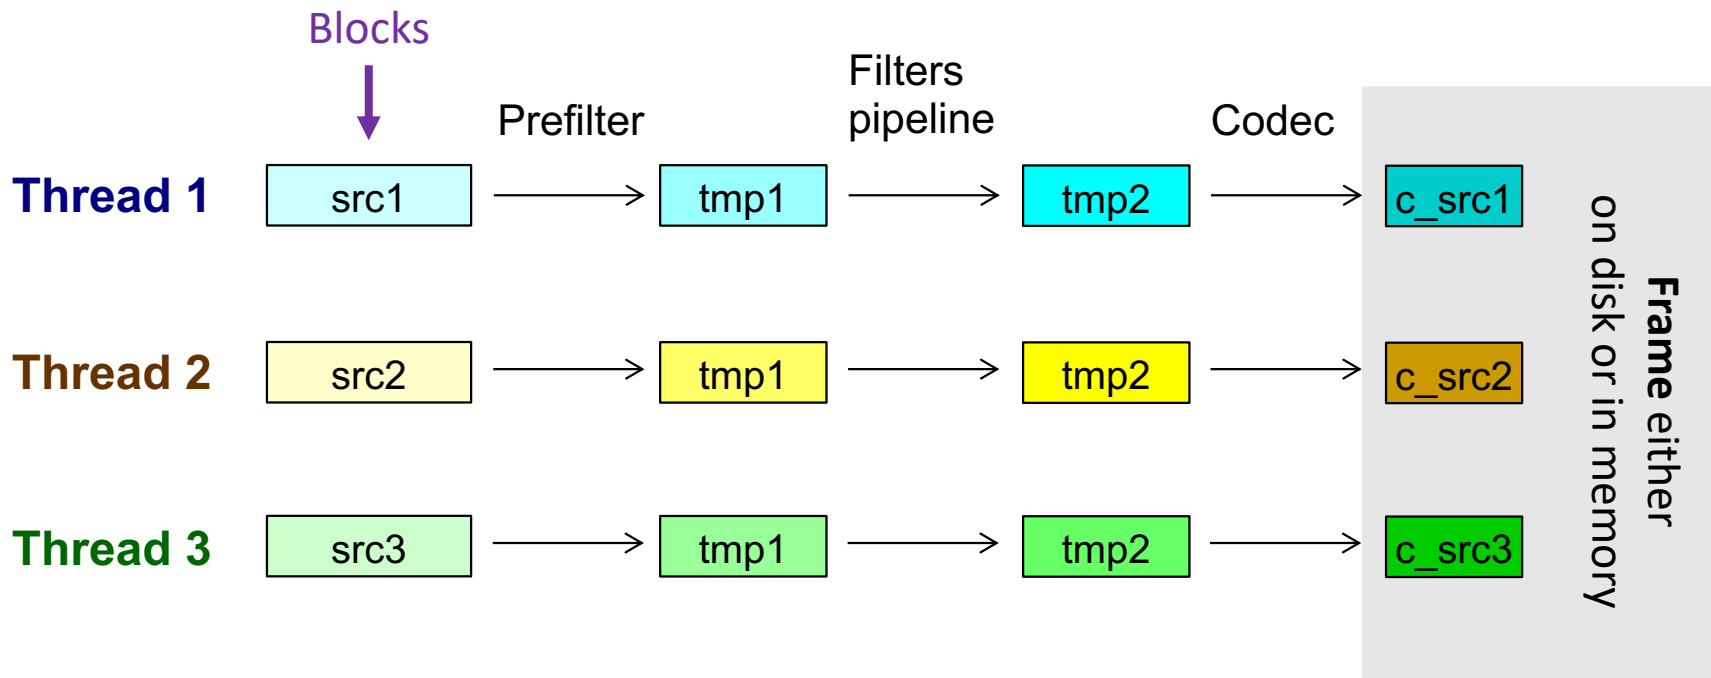 Blocks
Prefilter
Filters
pipeline
Codec
Thread 1
src1
tmp1
tmp2
c_src1
Thread 2
src2
tmp1
tmp2
c_src2
Thread 3
src3
tmp1
tmp2
c_src3
Frame either
on disk or in memory